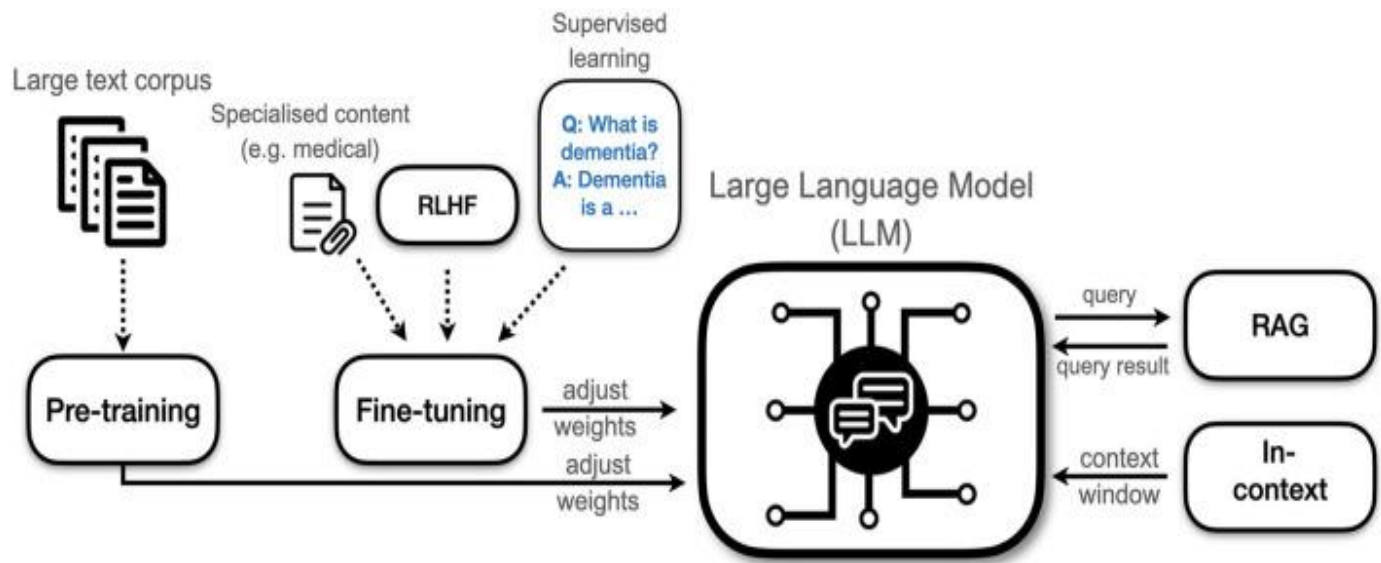 Large text corpus
Specialised content
(e.g. medical)
RLHF
Supervised
learning
Q: What is
dementia?
A: Dementia
is a ...
Pre-training
Fine-tuning
adjust
weights
adjust
weights
Large Language Model
(LLM)
query
query result
RAG
context
window
In-
context